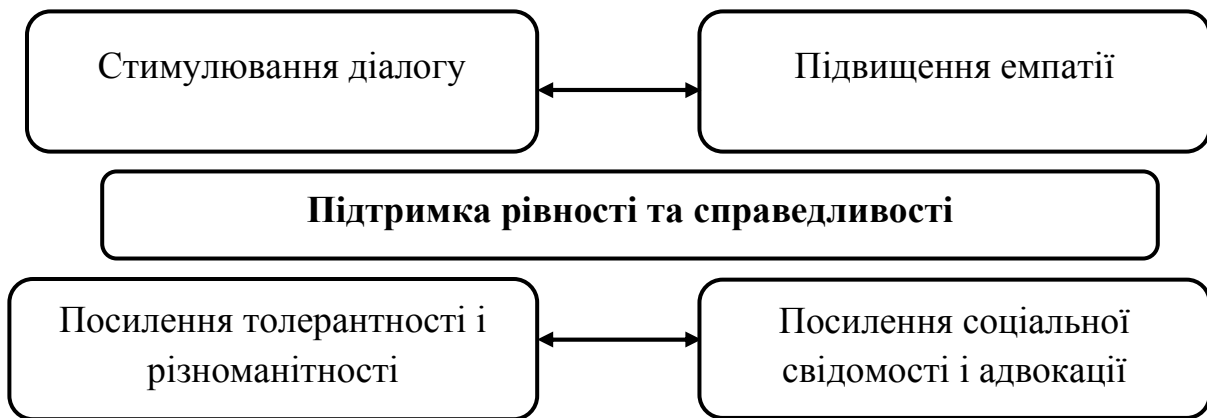 Стимулювання діалогу
Підвищення емпатії
Підтримка рівності та справедливості
Посилення толерантності і
різноманітності
Посилення соціальної
свідомості і адвокації